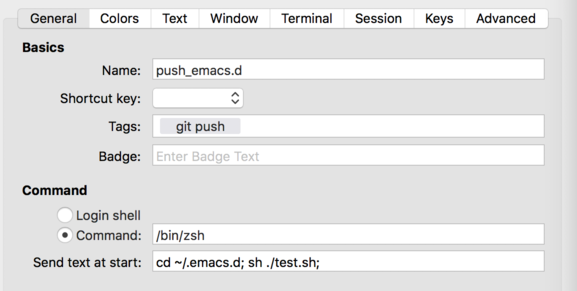 General Colors Text Window Terminal Session Keys Advanced
Basics
Name: push_emacs.d
Shortcut key:
Tags: git push
Badge: Enter Badge Text
Command
Login shell
Command: /bin/zsh
Send text at start: cd ~/.emacs.d; sh ./test.sh;